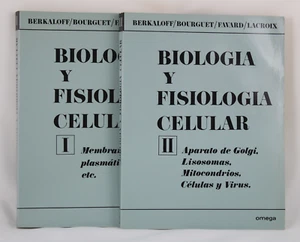 BERKALOFF/BOURGUET/
BIOLOGIA
Y
FISIOLOGIA
CELULAR
I
plasmáti
etc.
BERKALOFF/BOURGUET/FAVARD/LACROIX
BIOLOGIA
Y
FISIOLOGIA
CELULAR
II
Aparato de Golgi,
Lisosomas,
Mitocondrios,
Células y Virus.
omega